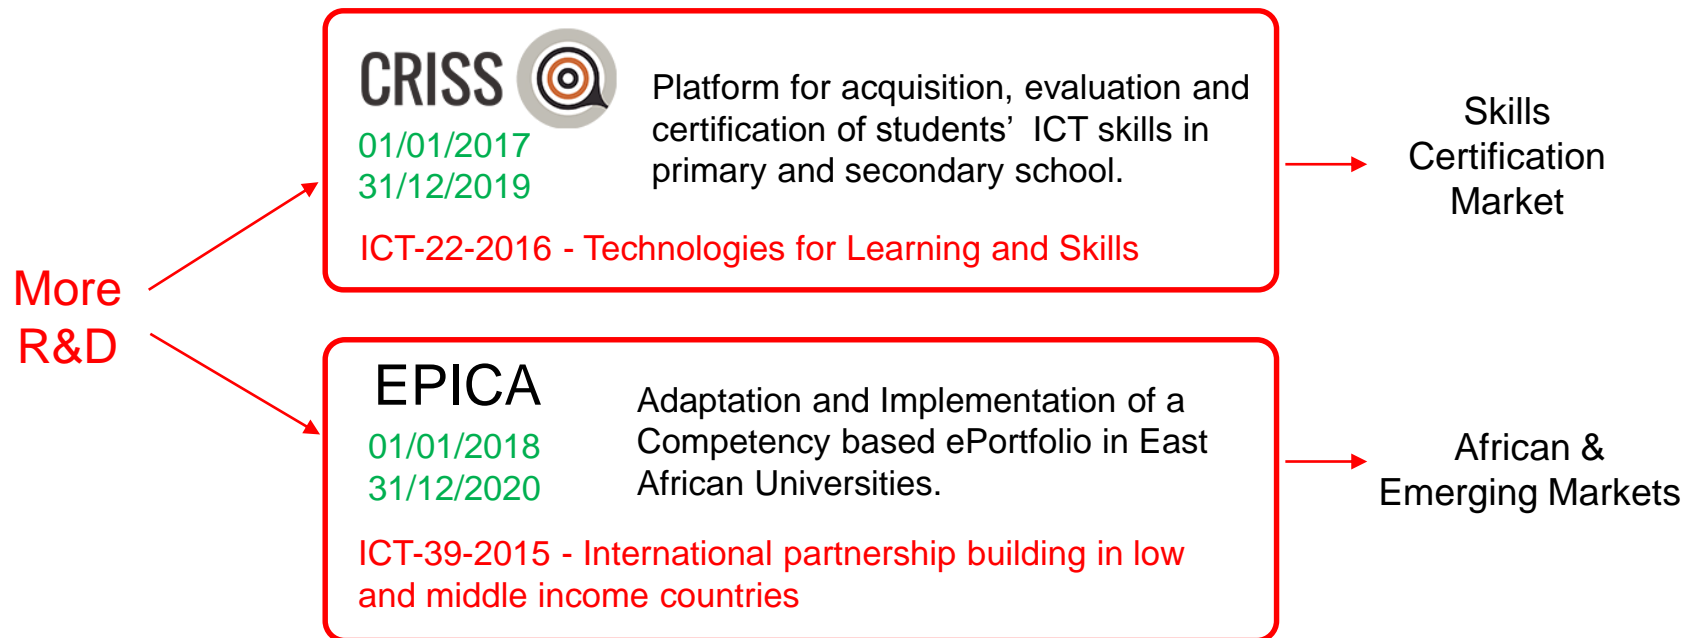 More
R&D
CRISS
01/01/2017
31/12/2019
Platform for acquisition, evaluation and
certification of students’ ICT skills in
primary and secondary school.
ICT-22-2016 - Technologies for Learning and Skills
Skills
Certification
Market
EPICA
01/01/2018
31/12/2020
Adaptation and Implementation of a
Competency based ePortfolio in East
African Universities.
ICT-39-2015 - International partnership building in low
and middle income countries
African &
Emerging Markets